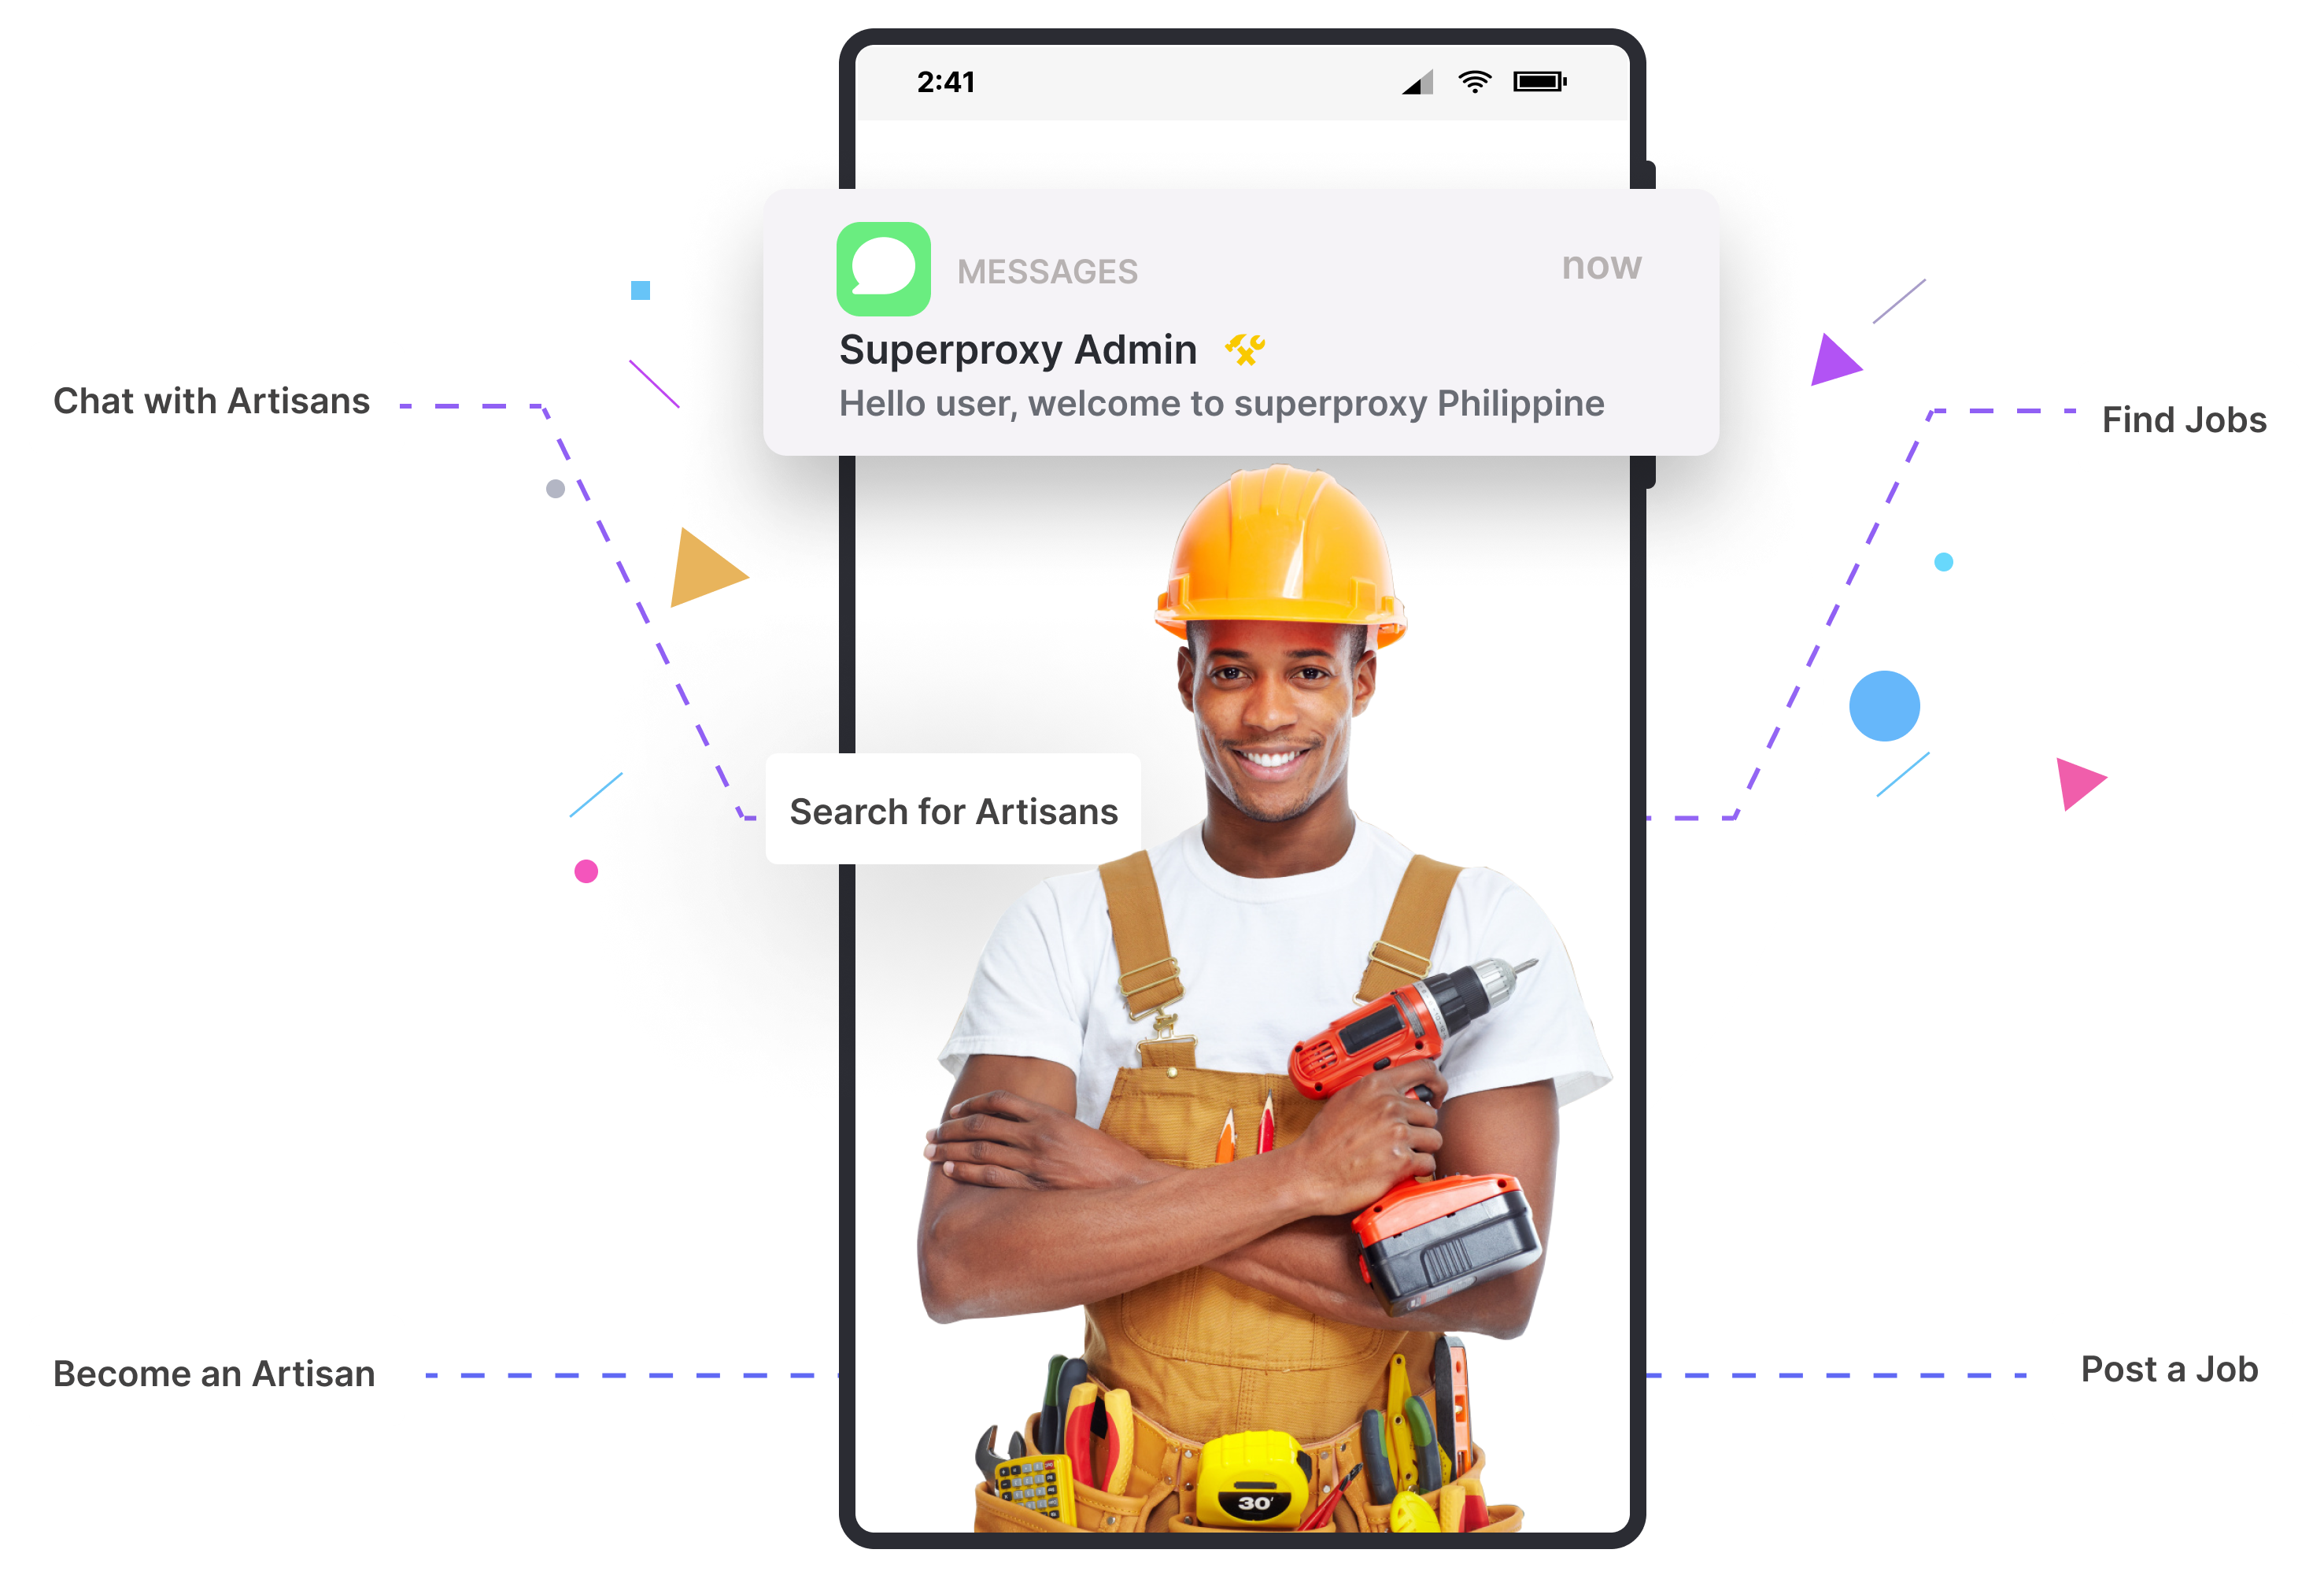 2:41
MESSAGES
now
Superproxy Admin
Hello user, welcome to superproxy Philippine
Chat with Artisans
Find Jobs
Search for Artisans
Become an Artisan
Post a Job
30'